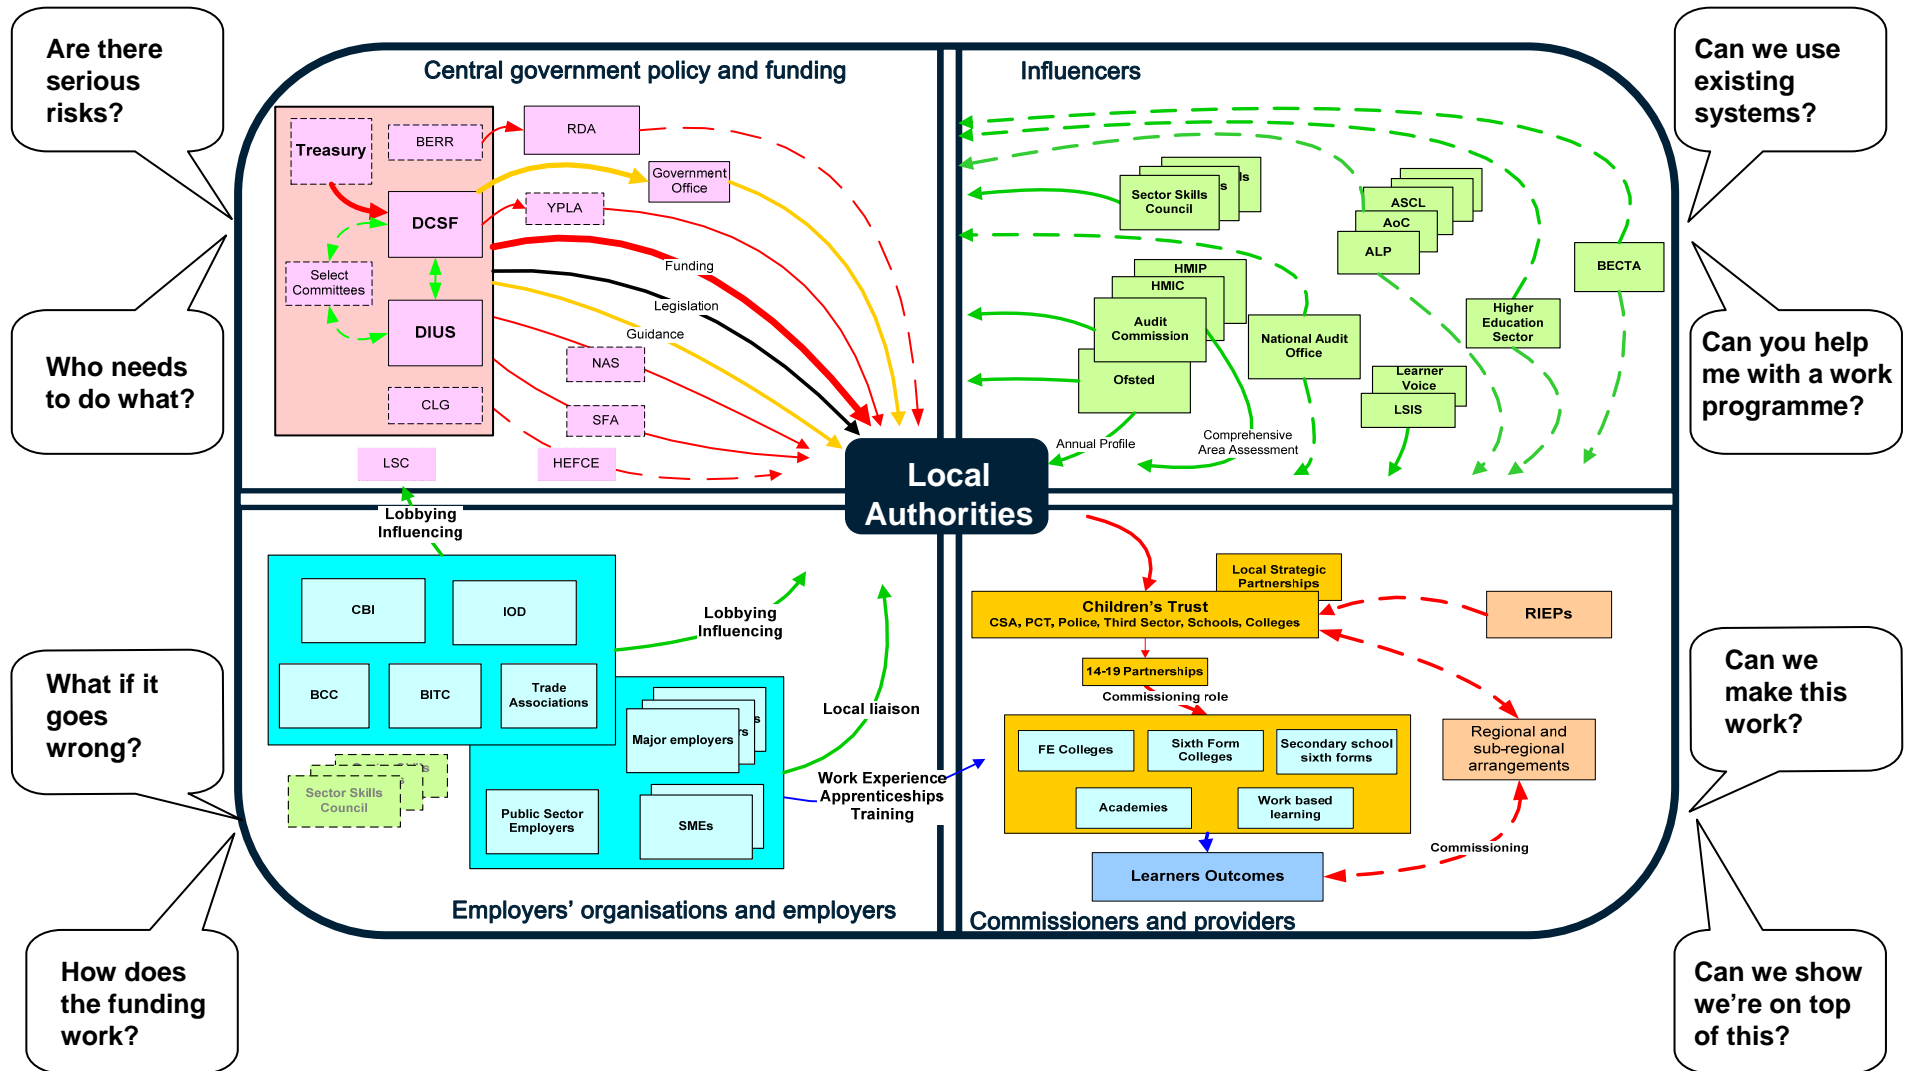 Are there
serious
risks?
Who needs
to do what?
What if it
goes
wrong?
How does
the funding
work?
Central government policy and funding
Treasury
BERR
RDA
Government
Office
DCSF
YPLA
Select
Committees
DIUS
CLG
Funding
Legislation
Guidance
NAS
SFA
LSC
HEFCE
Influencers
Sector Skills
Council
s
ls
ASCL
AoC
ALP
BECTA
HMIP
HMIC
Audit
Commission
Ofsted
National Audit
Office
Higher
Education
Sector
Learner
Voice
LSIS
Annual Profile
Comprehensive
Area Assessment
Local
Authorities
Lobbying
Influencing
CBI
IOD
BCC
BITC
Trade
Associations
Lobbying
Influencing
Local liaison
Major employers
rs
s
Public Sector
Employers
SMEs
Sector Skills
Council
Work Experience
Apprenticeships
Training
Employers' organisations and employers
Local Strategic
Partnerships
Children's Trust
CSA, PCT, Police, Third Sector, Schools, Colleges
RIEPs
14-19 Partnerships
Commissioning role
FE Colleges
Sixth Form
Colleges
Secondary school
sixth forms
Academies
Work based
learning
Regional and
sub-regional
arrangements
Commissioning
Learners Outcomes
Commissioners and providers
Can we use
existing
systems?
Can you help
me with a work
programme?
Can we
make this
work?
Can we show
we're on top
of this?